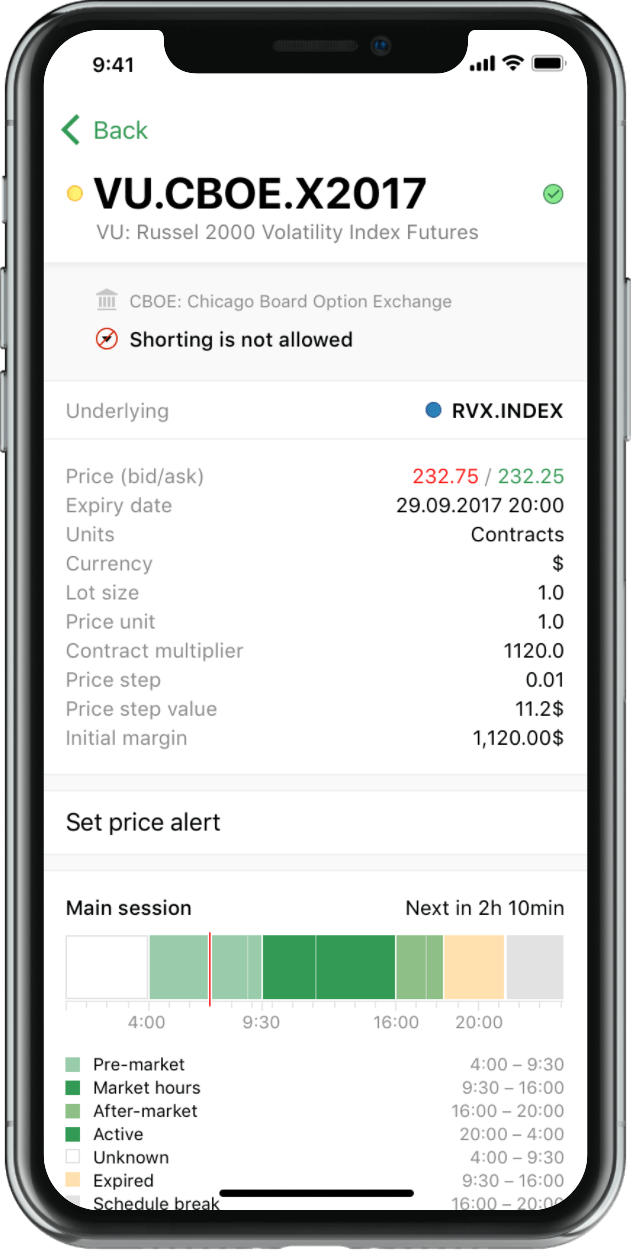 9:41
Back
VU.CBOE.X2017
VU: Russel 2000 Volatility Index Futures
CBOE: Chicago Board Option Exchange
Shorting is not allowed
Underlying RVX.INDEX
Price (bid/ask) 232.75 / 232.25
Expiry date 29.09.2017 20:00
Units Contracts
Currency $
Lot size 1.0
Price unit 1.0
Contract multiplier 1120.0
Price step 0.01
Price step value 11.2$
Initial margin 1,120.00$
Set price alert
Main session Next in 2h 10min
4:00 9:30 16:00 20:00
Pre-market 4:00 – 9:30
Market hours 9:30 – 16:00
After-market 16:00 – 20:00
Active 20:00 – 4:00
Unknown 4:00 – 9:30
Expired 9:30 – 16:00
Schedule break 16:00 – 20:00